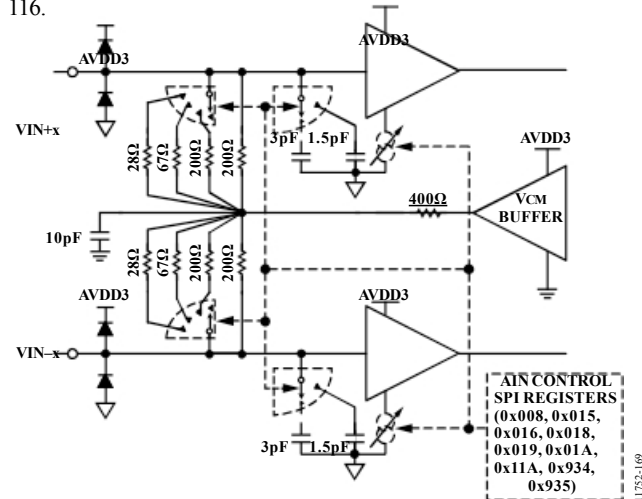 116.
AVDD3
AVDD3
VIN+x
28Ω
67Ω
200Ω
200Ω
3pF
1.5pF
AVDD3
400Ω
VCM
BUFFER
10pF
28Ω
67Ω
200Ω
200Ω
AVDD3
AVDD3
VIN–x
3pF
1.5pF
AIN CONTROL
SPI REGISTERS
(0x008, 0x015,
0x016, 0x018,
0x019, 0x01A,
0x11A, 0x934,
0x935)
1752-169